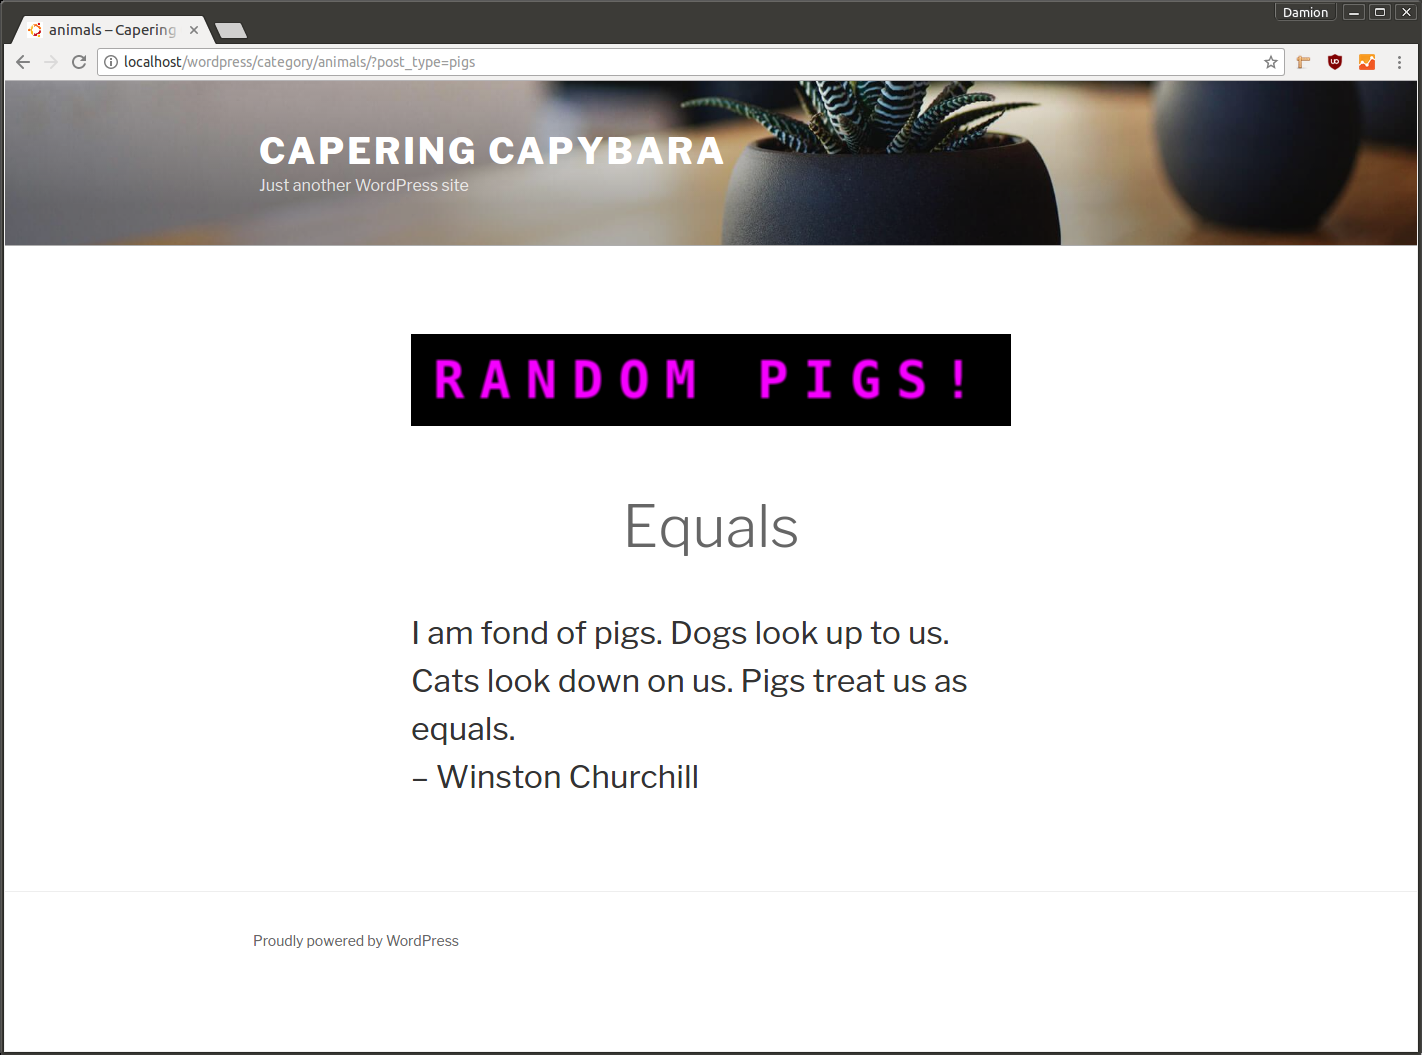 Damion
animals – Capering
localhost/wordpress/category/animals/?post_type=pigs
CAPERING CAPYBARA
Just another WordPress site
RANDOM PIGS!
Equals
I am fond of pigs. Dogs look up to us.
Cats look down on us. Pigs treat us as
equals.
– Winston Churchill
Proudly powered by WordPress